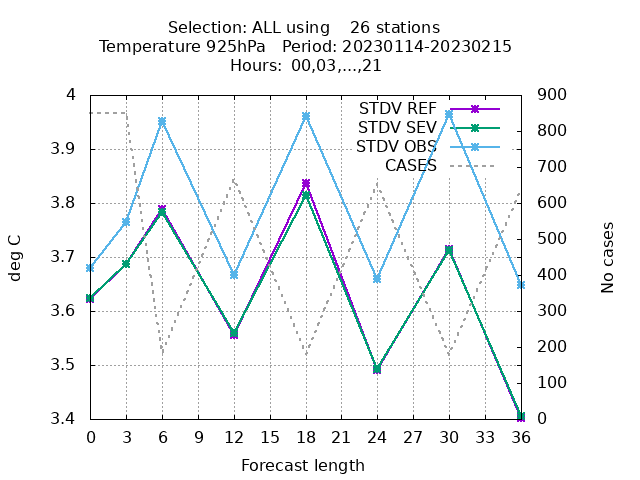 Selection: ALL using    26 stations
Temperature 925hPa   Period: 20230114-20230215
Hours:  00,03,...,21
4 900
STDV REF
800
STDV SEV
3.9 STDV OBS
700
CASES
3.8 600
500
3.7
400
3.6 300
200
3.5
100
3.4 0
deg C
No cases
0 3 6 9 12 15 18 21 24 27 30 33 36
Forecast length